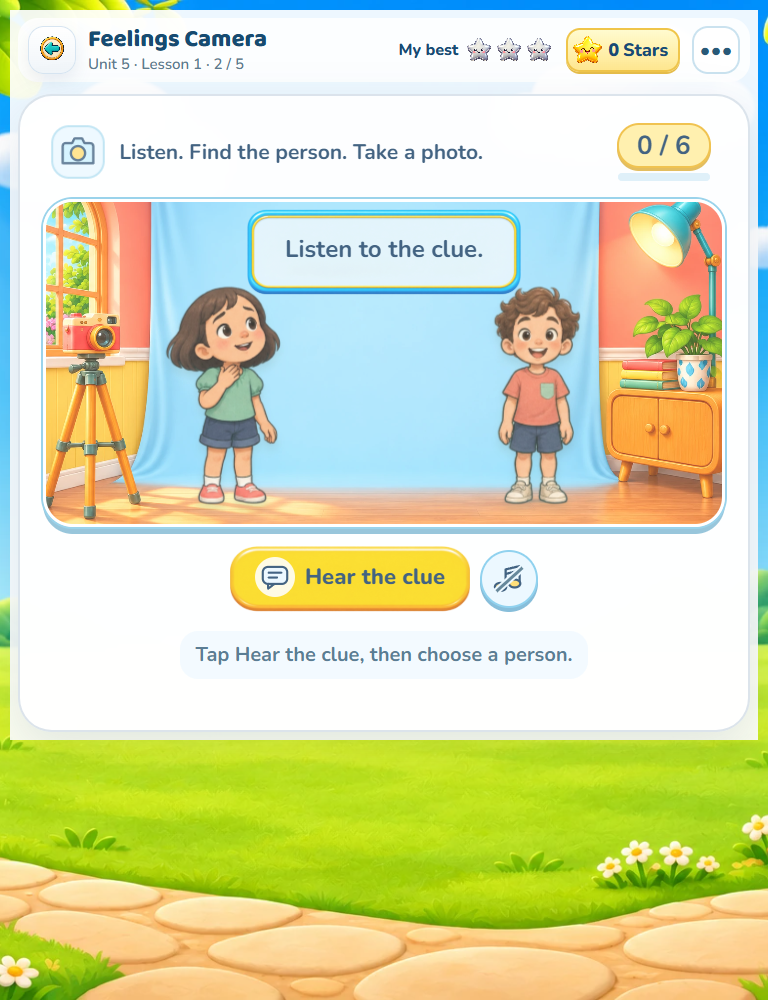 Feelings Camera
Unit 5 · Lesson 1 · 2 / 5
My best
0 Stars
Listen. Find the person. Take a photo.
0 / 6
Listen to the clue.
Hear the clue
Tap Hear the clue, then choose a person.